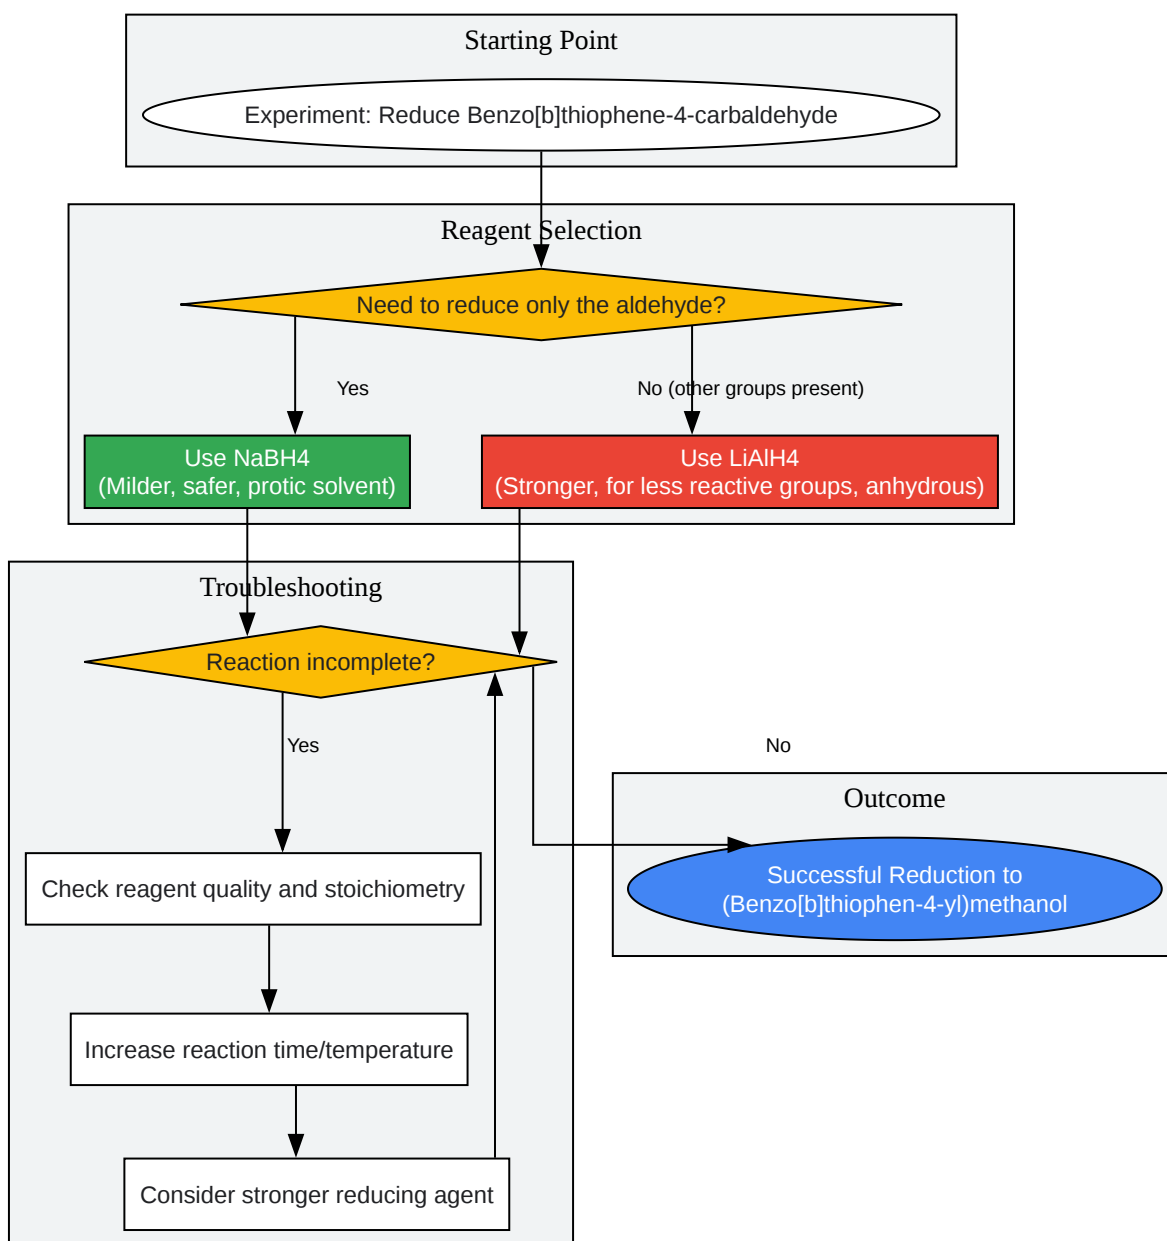 Starting Point
Experiment: Reduce Benzo[b]thiophene-4-carbaldehyde
Reagent Selection
Need to reduce only the aldehyde?
Yes
No (other groups present)
Use NaBH4
(Milder, safer, protic solvent)
Use LiAlH4
(Stronger, for less reactive groups, anhydrous)
Troubleshooting
Reaction incomplete?
Yes
No
Check reagent quality and stoichiometry
Increase reaction time/temperature
Consider stronger reducing agent
Outcome
Successful Reduction to
(Benzo[b]thiophen-4-yl)methanol